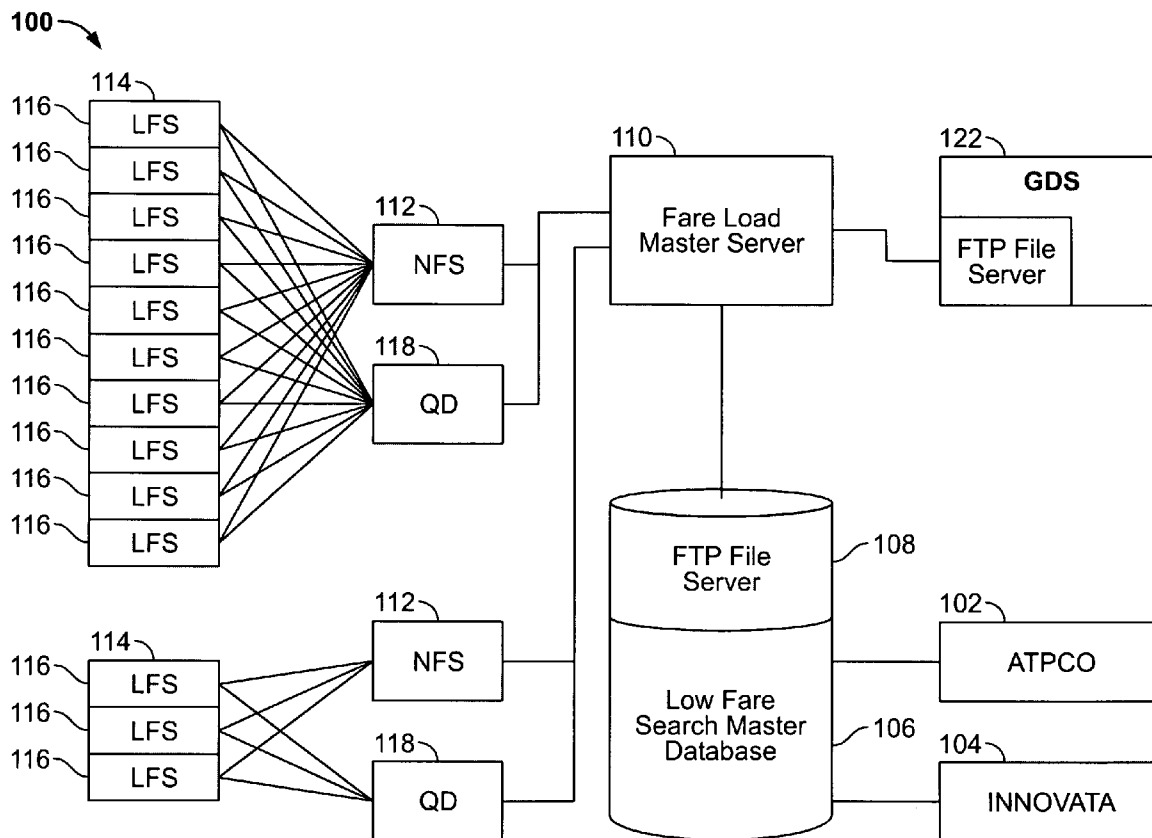 100
114
116 LFS
116 LFS
116 LFS
116 LFS
116 LFS
116 LFS
116 LFS
116 LFS
116 LFS
116 LFS
112
NFS
118
QD
110
Fare Load
Master Server
122
GDS
FTP File
Server
114
116 LFS
116 LFS
116 LFS
112
NFS
118
QD
FTP File
Server
108
Low Fare
Search Master
Database
106
102
ATPCO
104
INNOVATA